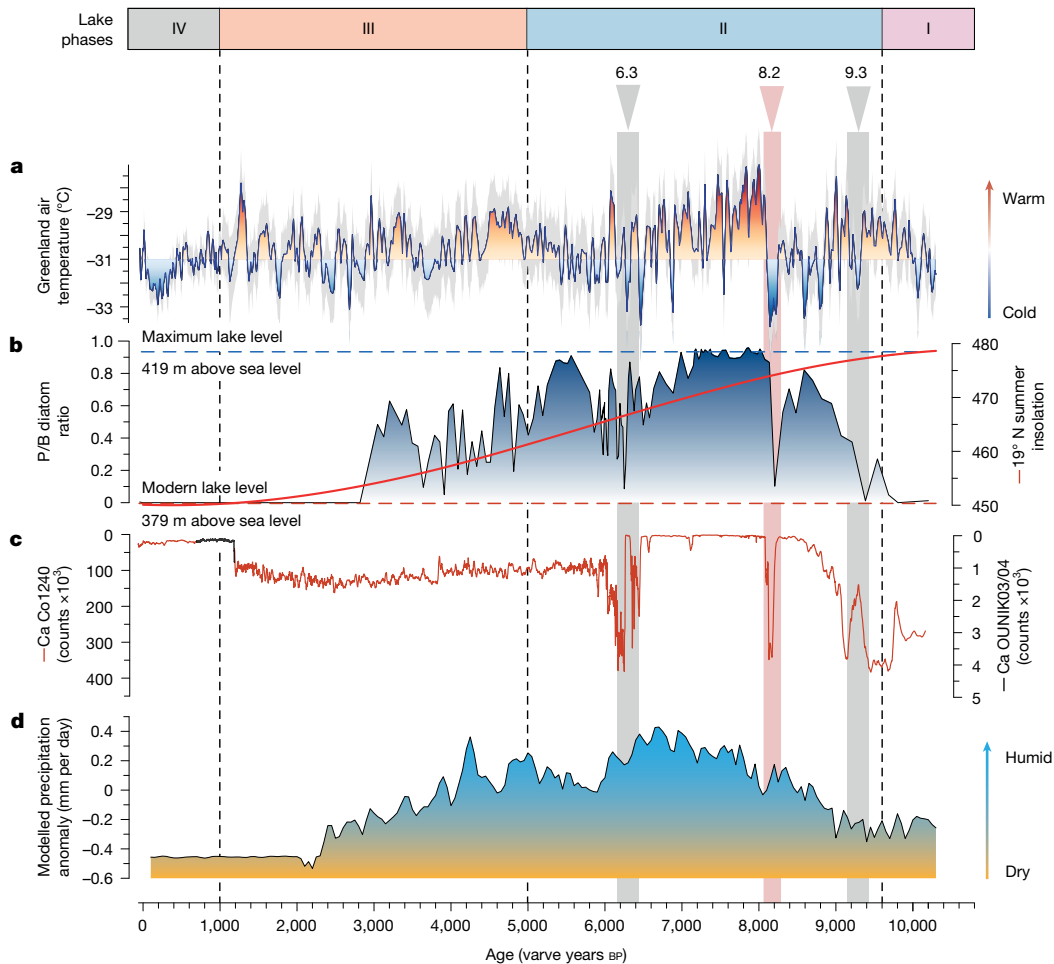 Lake
phases
IV
III
II
I
6.3
8.2
9.3
a
Greenland air
temperature (°C)
−29
−31
−33
Warm
Cold
b
Maximum lake level
419 m above sea level
P/B diatom
ratio
1.0
0.8
0.6
0.4
0.2
0
Modern lake level
379 m above sea level
480
470
460
450
19° N summer
insolation
c
Ca Co1240
(counts ×10³)
0
100
200
300
400
0
1
2
3
4
5
Ca OUNIK03/04
(counts ×10³)
d
Modelled precipitation
anomaly (mm per day)
0.4
0.2
0
−0.2
−0.4
−0.6
Humid
Dry
0
1,000
2,000
3,000
4,000
5,000
6,000
7,000
8,000
9,000
10,000
Age (varve years BP)